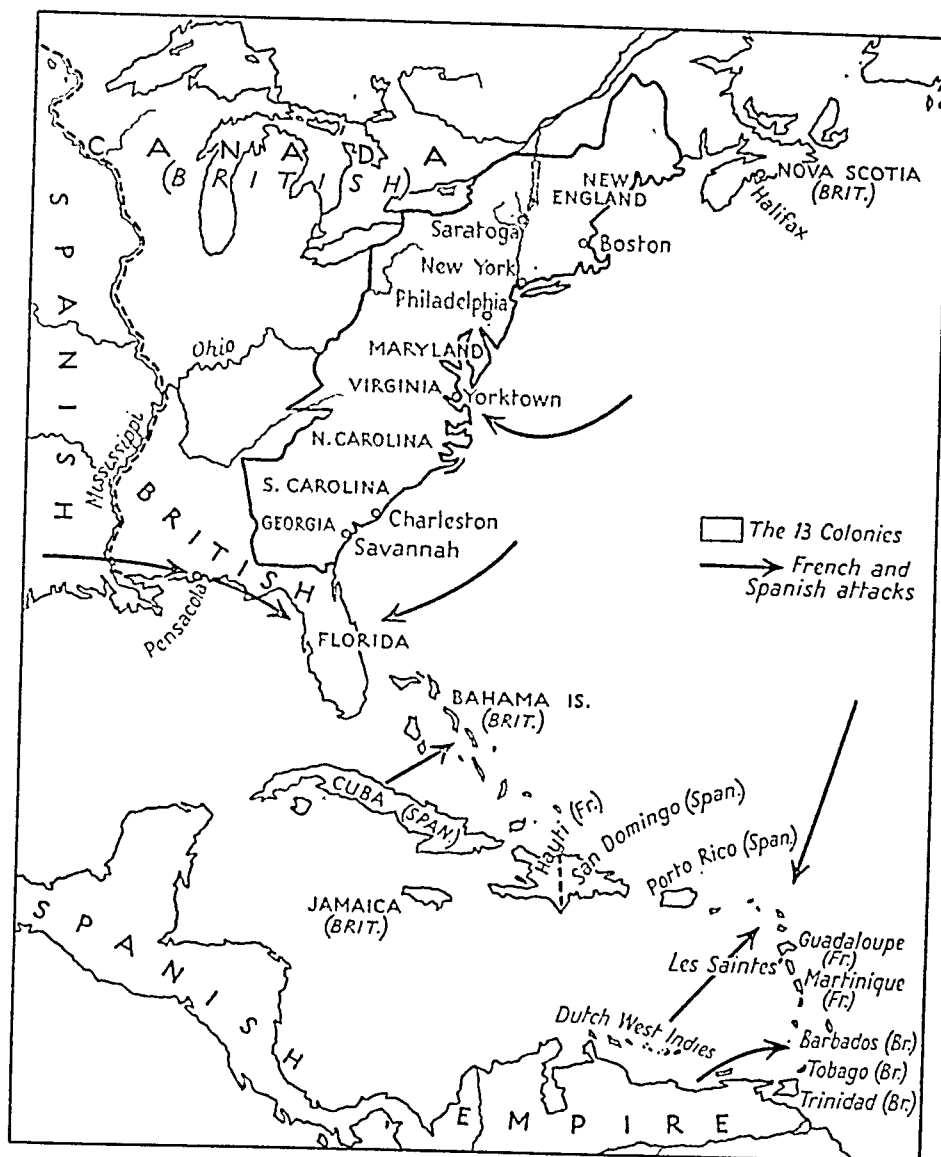 CANADA
(BRITISH)
NOVA SCOTIA
(BRIT.)
Halifax
NEW
ENGLAND
Saratoga
Boston
New York
Philadelphia
SPANISH
Ohio
MARYLAND
VIRGINIA
Yorktown
N. CAROLINA
Mississippi
BRITISH
S. CAROLINA
GEORGIA
Charleston
Savannah
The 13 Colonies
French and
Spanish attacks
Pensacola
FLORIDA
BAHAMA IS.
(BRIT.)
CUBA (SPAN.)
Hayti (Fr.)
San Domingo (Span.)
Porto Rico (Span.)
JAMAICA
(BRIT.)
SPANISH
EMPIRE
Guadaloupe
(Fr.)
Les Saintes
Martinique
(Fr.)
Dutch West Indies
Barbados (Br.)
Tobago (Br.)
Trinidad (Br.)